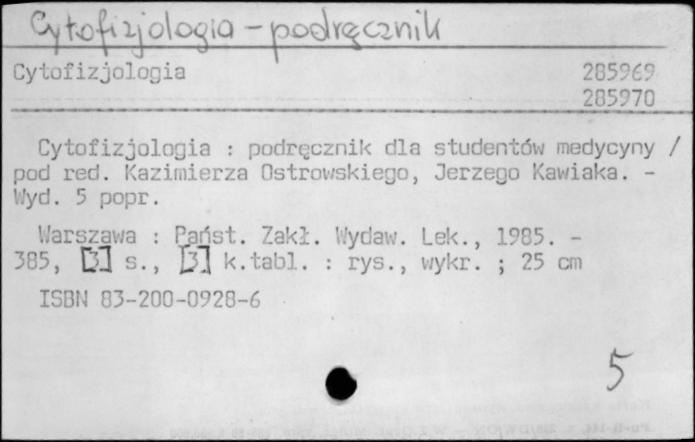 Cytofizjologia - podręcznik
Cytofizjologia 285969
285970
Cytofizjologia : podręcznik dla studentów medycyny /
pod red. Kazimierza Ostrowskiego, Jerzego Kawiaka. -
Wyd. 5 popr.
Warszawa : Państ. Zakł. Wydaw. Lek., 1985. -
385, [3] s., [3] k.tabl. : rys., wykr. ; 25 cm
ISBN 83-200-0928-6
5